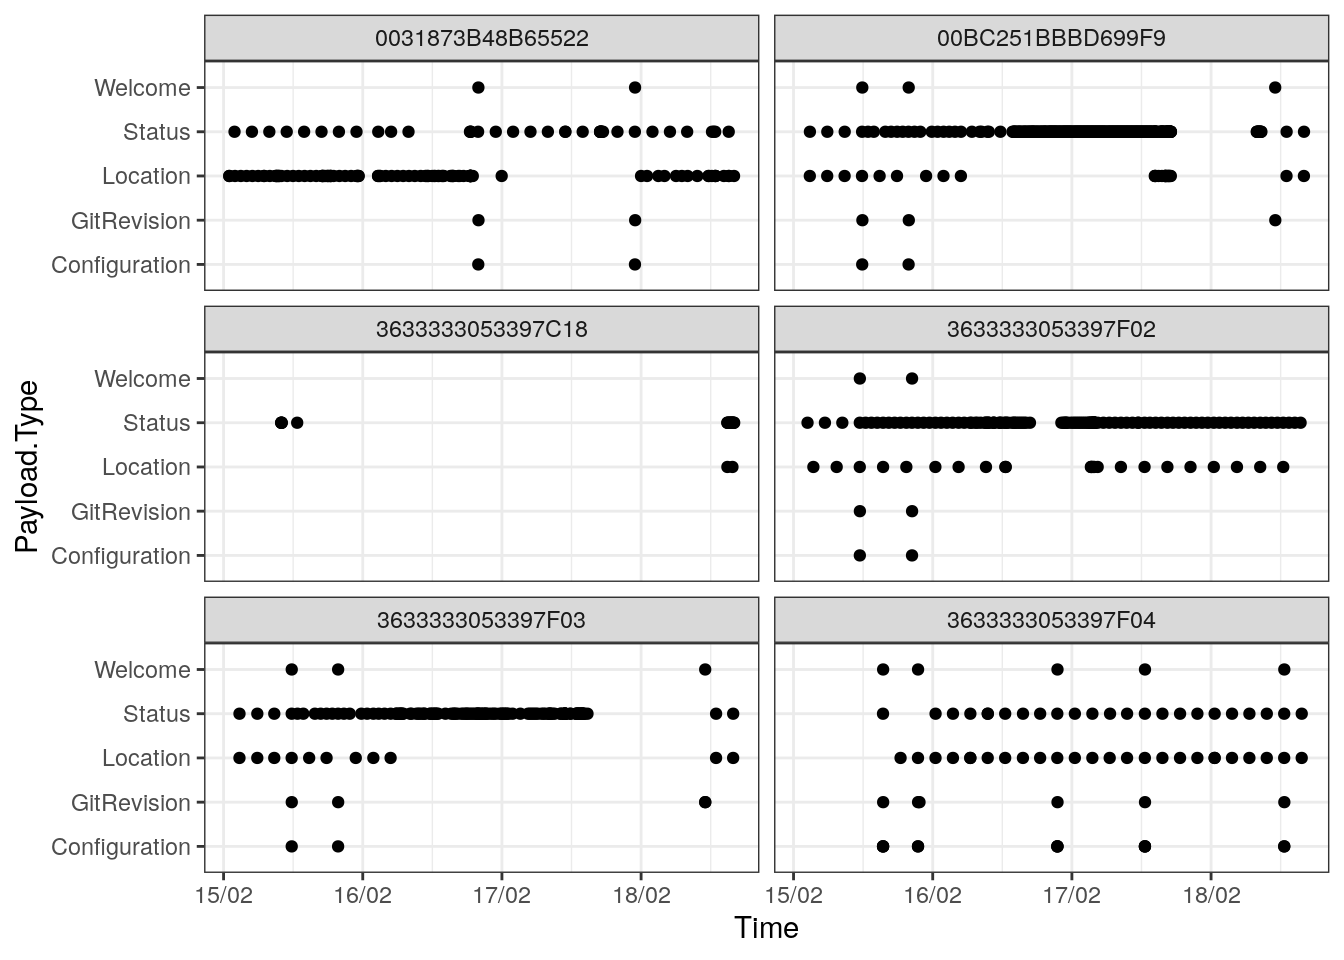 0031873B48B65522
00BC251BBBD699F9
Welcome
Status
Location
GitRevision
Configuration
3633333053397C18
3633333053397F02
Welcome
Status
Location
GitRevision
Configuration
Payload.Type
3633333053397F03
3633333053397F04
Welcome
Status
Location
GitRevision
Configuration
15/02 16/02 17/02 18/02 15/02 16/02 17/02 18/02
Time